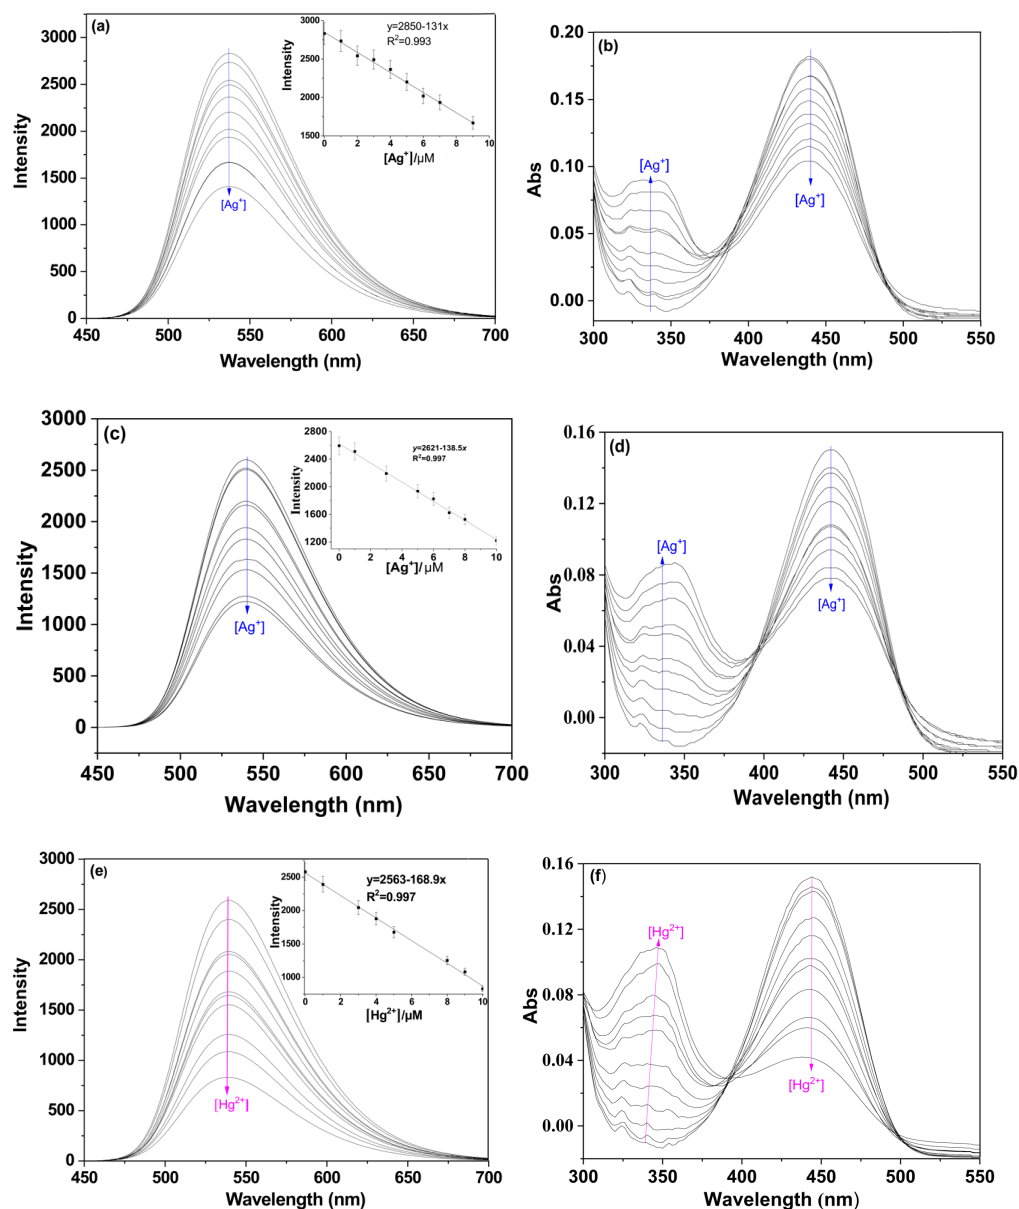 (a)
Intensity
3000
2500
2000
1500
1000
500
0
450 500 550 600 650 700
Wavelength (nm)
[Ag⁺]
y=2850-131x
R²=0.993
Intensity
3000
2500
2000
1500
0 2 4 6 8 10
[Ag⁺]/μM
(b)
Abs
0.20
0.15
0.10
0.05
0.00
300 350 400 450 500 550
Wavelength (nm)
[Ag⁺]
[Ag⁺]
(c)
Intensity
3000
2500
2000
1500
1000
500
0
450 500 550 600 650 700
Wavelength (nm)
[Ag⁺]
y=2621-138.5x
R²=0.997
Intensity
2800
2400
2000
1600
1200
0 2 4 6 8 10
[Ag⁺]/μM
(d)
Abs
0.16
0.12
0.08
0.04
0.00
300 350 400 450 500 550
Wavelength (nm)
[Ag⁺]
[Ag⁺]
(e)
Intensity
3000
2500
2000
1500
1000
500
0
450 500 550 600 650 700
Wavelength (nm)
[Hg²⁺]
y=2563-168.9x
R²=0.997
Intensity
2500
2000
1500
1000
0 2 4 6 8 10
[Hg²⁺]/μM
(f)
Abs
0.16
0.12
0.08
0.04
0.00
300 350 400 450 500 550
Wavelength (nm)
[Hg²⁺]
[Hg²⁺]